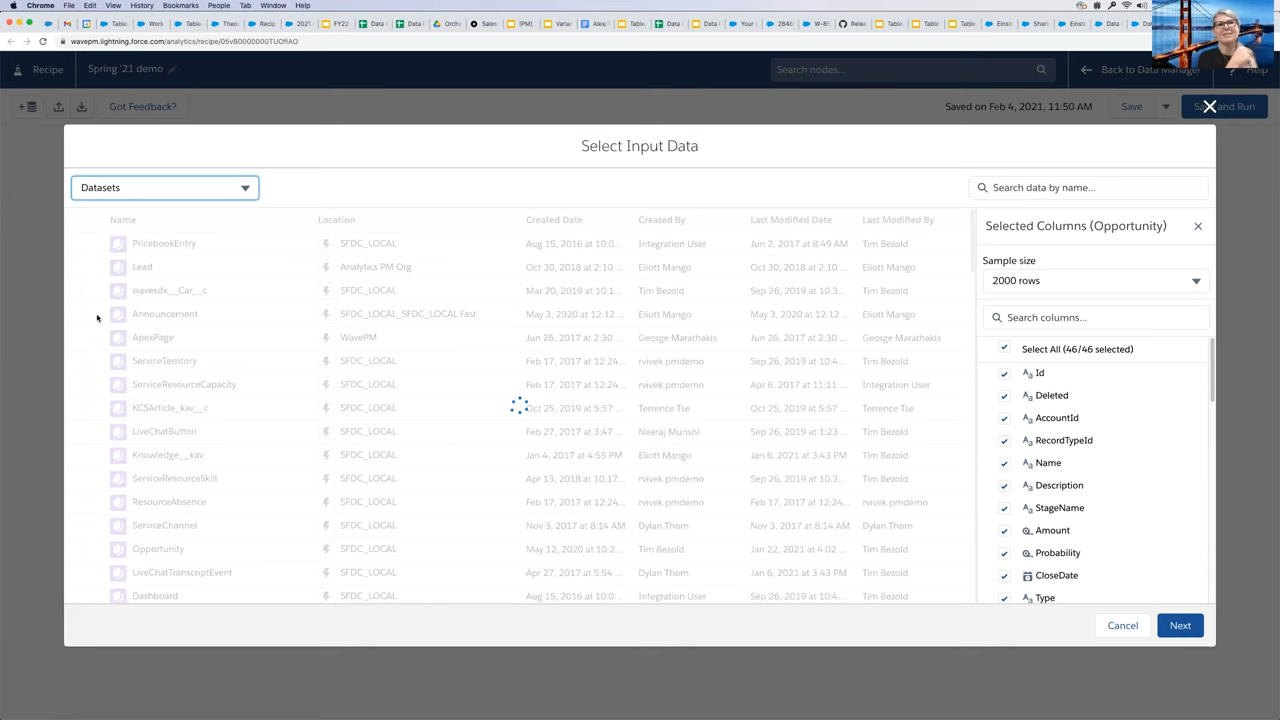 Chrome File Edit View History Bookmarks People Tab Window Help
Datasets Work Table Theo Recip 2021 FY22 Data Data Orche Sales [PM] Varia Alex/ Table Data Data I Your 2846 W-85 Relea Table Table Table Einst Shari Einste Data I Da
wavepm.lightning.force.com/analytics/recipe/05vB0000000TUOfIAO
Recipe Spring '21 demo Search nodes... Back to Data Manager ? Help
Got Feedback? Saved on Feb 4, 2021, 11:50 AM Save Save and Run
Select Input Data
Datasets Search data by name...
Name Location Created Date Created By Last Modified Date Last Modified By
PricebookEntry SFDC_LOCAL Aug 15, 2016 at 10:0... Integration User Jun 2, 2017 at 8:49 AM Tim Bezold
Lead Analytics PM Org Oct 30, 2018 at 2:10 ... Eliott Mango Oct 30, 2018 at 2:10 ... Eliott Mango
wavesdk__Car__c SFDC_LOCAL Mar 20, 2019 at 10:1... Tim Bezold Sep 26, 2019 at 10:3... Tim Bezold
Announcement SFDC_LOCAL_SFDC_LOCAL Fast May 3, 2020 at 12:12 ... Eliott Mango May 3, 2020 at 12:12 ... Eliott Mango
ApexPage WavePM Jun 26, 2017 at 2:30 ... George Marathakis Jun 26, 2017 at 2:30 ... George Marathakis
ServiceTerritory SFDC_LOCAL Feb 17, 2017 at 12:24... rvivek pmdemo Sep 26, 2019 at 10:4... Tim Bezold
ServiceResourceCapacity SFDC_LOCAL Feb 17, 2017 at 12:24... rvivek pmdemo Apr 6, 2017 at 11:11 ... Integration User
KCSArticle_kav__c SFDC_LOCAL Oct 25, 2019 at 5:57 ... Terrence Tse Oct 25, 2019 at 5:57 ... Terrence Tse
LiveChatButton SFDC_LOCAL Feb 27, 2017 at 3:47 ... Neeraj Munshi Sep 26, 2019 at 1:23 ... Tim Bezold
Knowledge__kav SFDC_LOCAL Jan 4, 2017 at 4:55 PM Eliott Mango Sep 26, 2019 at 10:3... Tim Bezold
ServiceResourceSkill SFDC_LOCAL Apr 13, 2018 at 10:17... rvivek pmdemo Sep 26, 2019 at 10:3... Tim Bezold
ResourceAbsence SFDC_LOCAL Feb 17, 2017 at 12:24... rvivek pmdemo Feb 17, 2017 at 12:24... rvivek pmdemo
ServiceChannel SFDC_LOCAL Nov 3, 2017 at 8:14 AM Dylan Thom Nov 3, 2017 at 8:14 AM Dylan Thom
Opportunity SFDC_LOCAL May 12, 2020 at 10:2... Tim Bezold Jan 22, 2021 at 4:02 ... Tim Bezold
LiveChatTranscriptEvent SFDC_LOCAL Apr 27, 2017 at 5:54 ... Dylan Thom Jan 6, 2021 at 3:43 PM Tim Bezold
Dashboard SFDC_LOCAL Aug 15, 2016 at 10:0... Integration User Sep 26, 2019 at 10:3... Tim Bezold
Selected Columns (Opportunity)
Sample size
2000 rows
Search columns...
Select All (46/46 selected)
Id
Deleted
AccountId
RecordTypeId
Name
Description
StageName
Amount
Probability
CloseDate
Type
Cancel Next